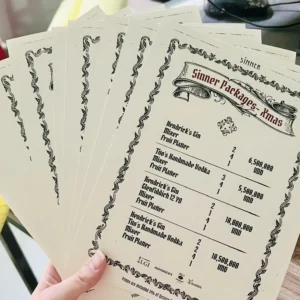 SINNER
Sinner Packages- Xmas
Hendrick's Gin 2 6,500,000
Mixer 4 VND
Fruit Platter 1
Tito's Handmade Vodka 2 5,500,000
Mixer 4 VND
Fruit Platter 1
Hendrick's Gin 2 10,000,000
Glenfiddich 12 YO 2 VND
Mixer
Fruit Platter 1
Hendrick's Gin 10,500,000
Tito's Handmade Vodka 2 VND
Mixer 4
Fruit Platter 1